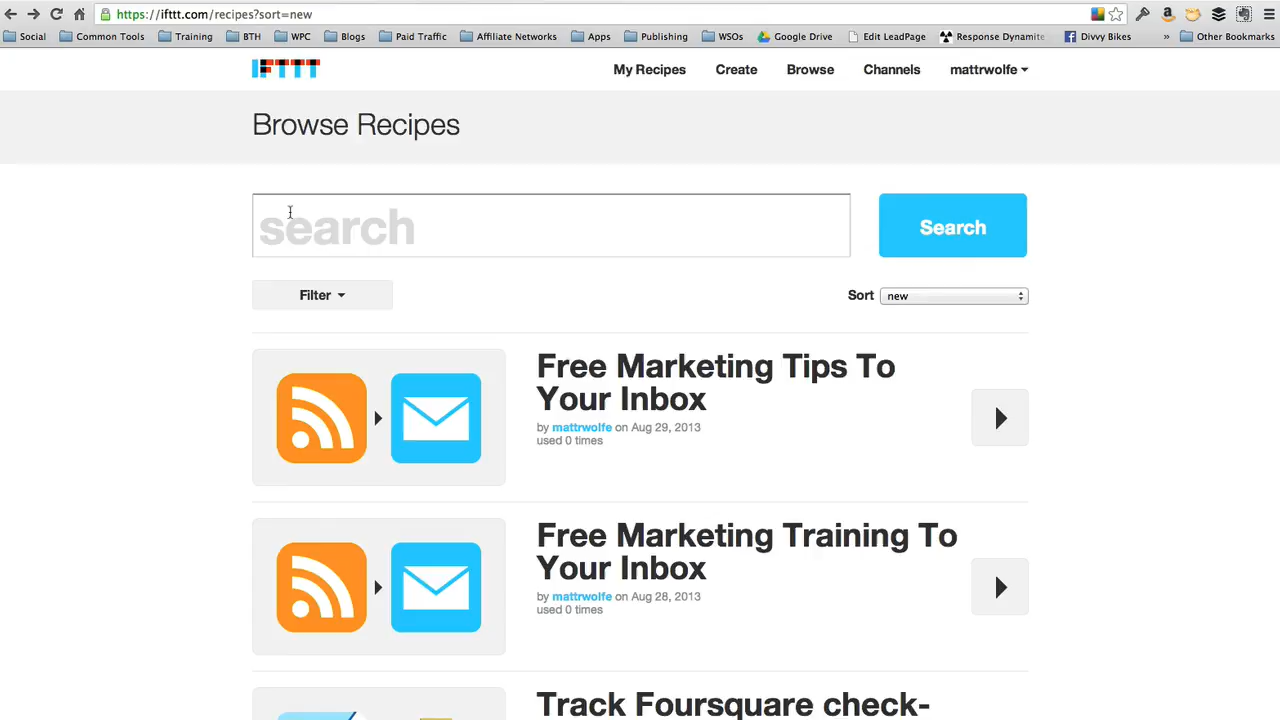 https://ifttt.com/recipes?sort=new
Social Common Tools Training BTH WPC Blogs Paid Traffic Affiliate Networks Apps Publishing WSOs Google Drive Edit LeadPage Response Dynamite Divvy Bikes » Other Bookmarks
IFTTT My Recipes Create Browse Channels mattrwolfe
Browse Recipes
search Search
Filter Sort new
Free Marketing Tips To
Your Inbox
by mattrwolfe on Aug 29, 2013
used 0 times
Free Marketing Training To
Your Inbox
by mattrwolfe on Aug 28, 2013
used 0 times
Track Foursquare check-